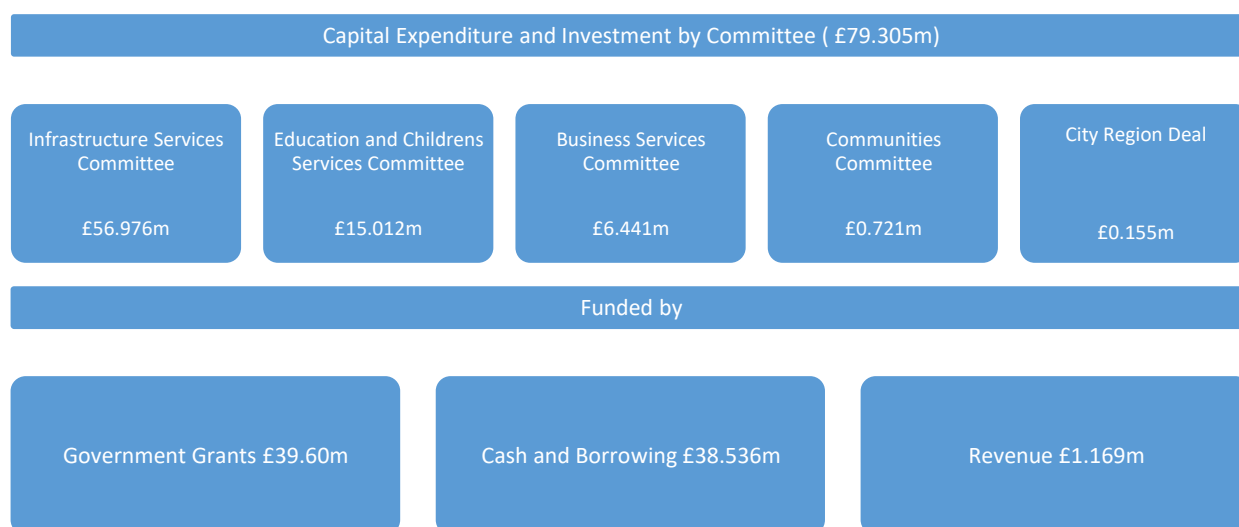 Capital Expenditure and Investment by Committee ( £79.305m)
Infrastructure Services
Committee
£56.976m
Education and Childrens
Services Committee
£15.012m
Business Services
Committee
£6.441m
Communities
Committee
£0.721m
City Region Deal
£0.155m
Funded by
Government Grants £39.60m
Cash and Borrowing £38.536m
Revenue £1.169m